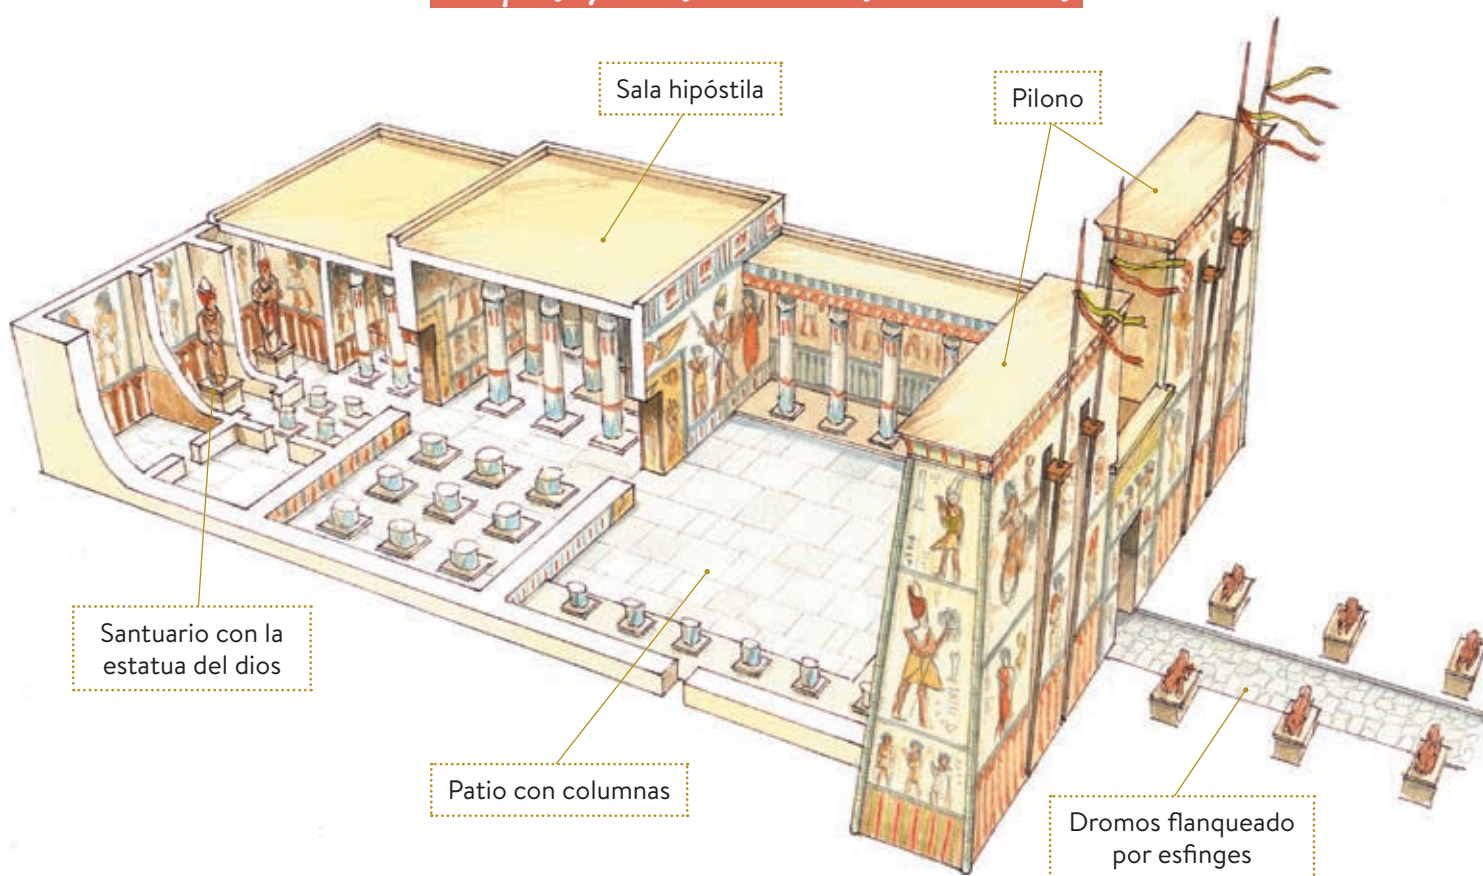 Sala hipóstila
Pilono
Santuario con la
estatua del dios
Patio con columnas
Dromos flanqueado
por esfinges